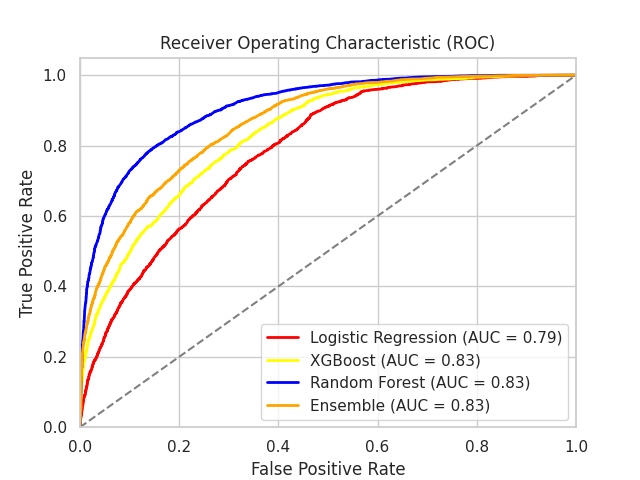 Receiver Operating Characteristic (ROC)
True Positive Rate
1.0
0.8
0.6
0.4
0.2
0.0
0.0 0.2 0.4 0.6 0.8 1.0
False Positive Rate
Logistic Regression (AUC = 0.79)
XGBoost (AUC = 0.83)
Random Forest (AUC = 0.83)
Ensemble (AUC = 0.83)